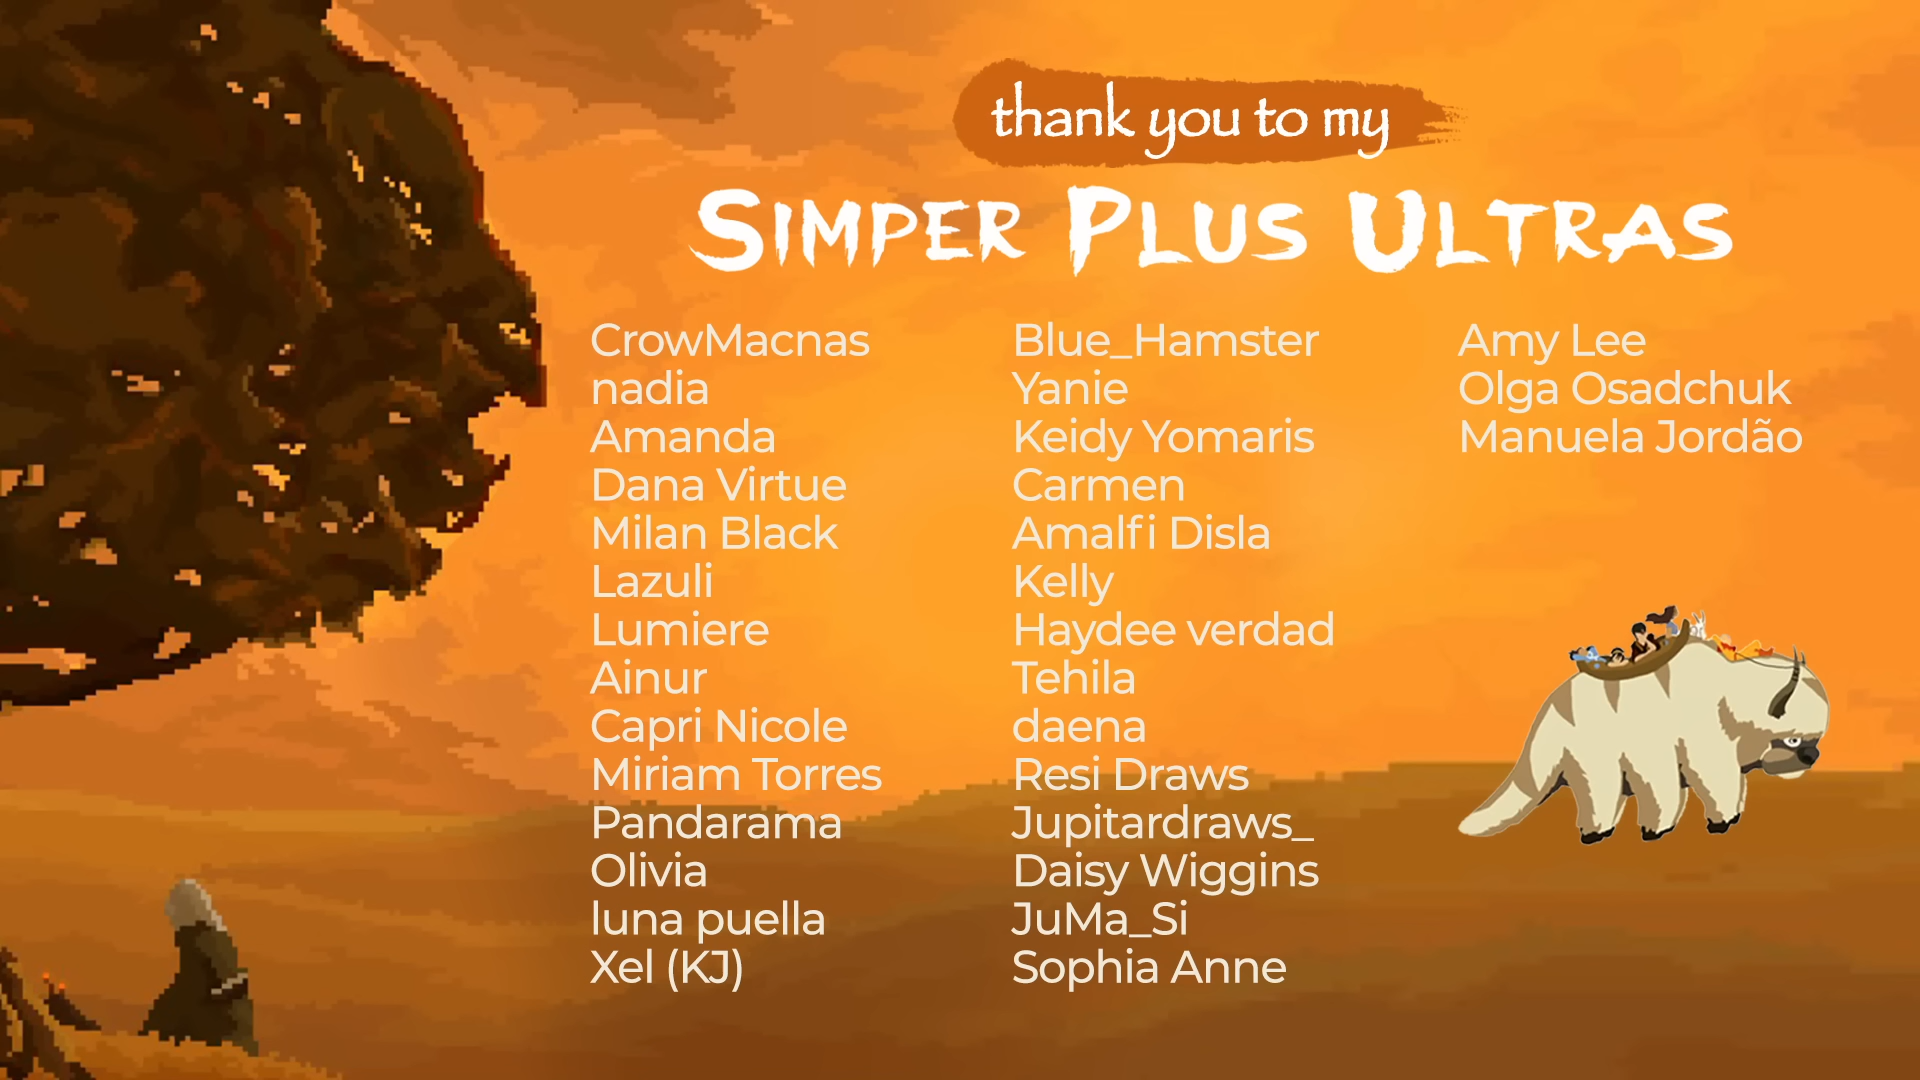 thank you to my
Simper Plus Ultras
CrowMacnas
nadia
Amanda
Dana Virtue
Milan Black
Lazuli
Lumiere
Ainur
Capri Nicole
Miriam Torres
Pandarama
Olivia
luna puella
Xel (KJ)
Blue_Hamster
Yanie
Keidy Yomaris
Carmen
Amalfi Disla
Kelly
Haydee verdad
Tehila
daena
Resi Draws
Jupitardraws_
Daisy Wiggins
JuMa_Si
Sophia Anne
Amy Lee
Olga Osadchuk
Manuela Jordão